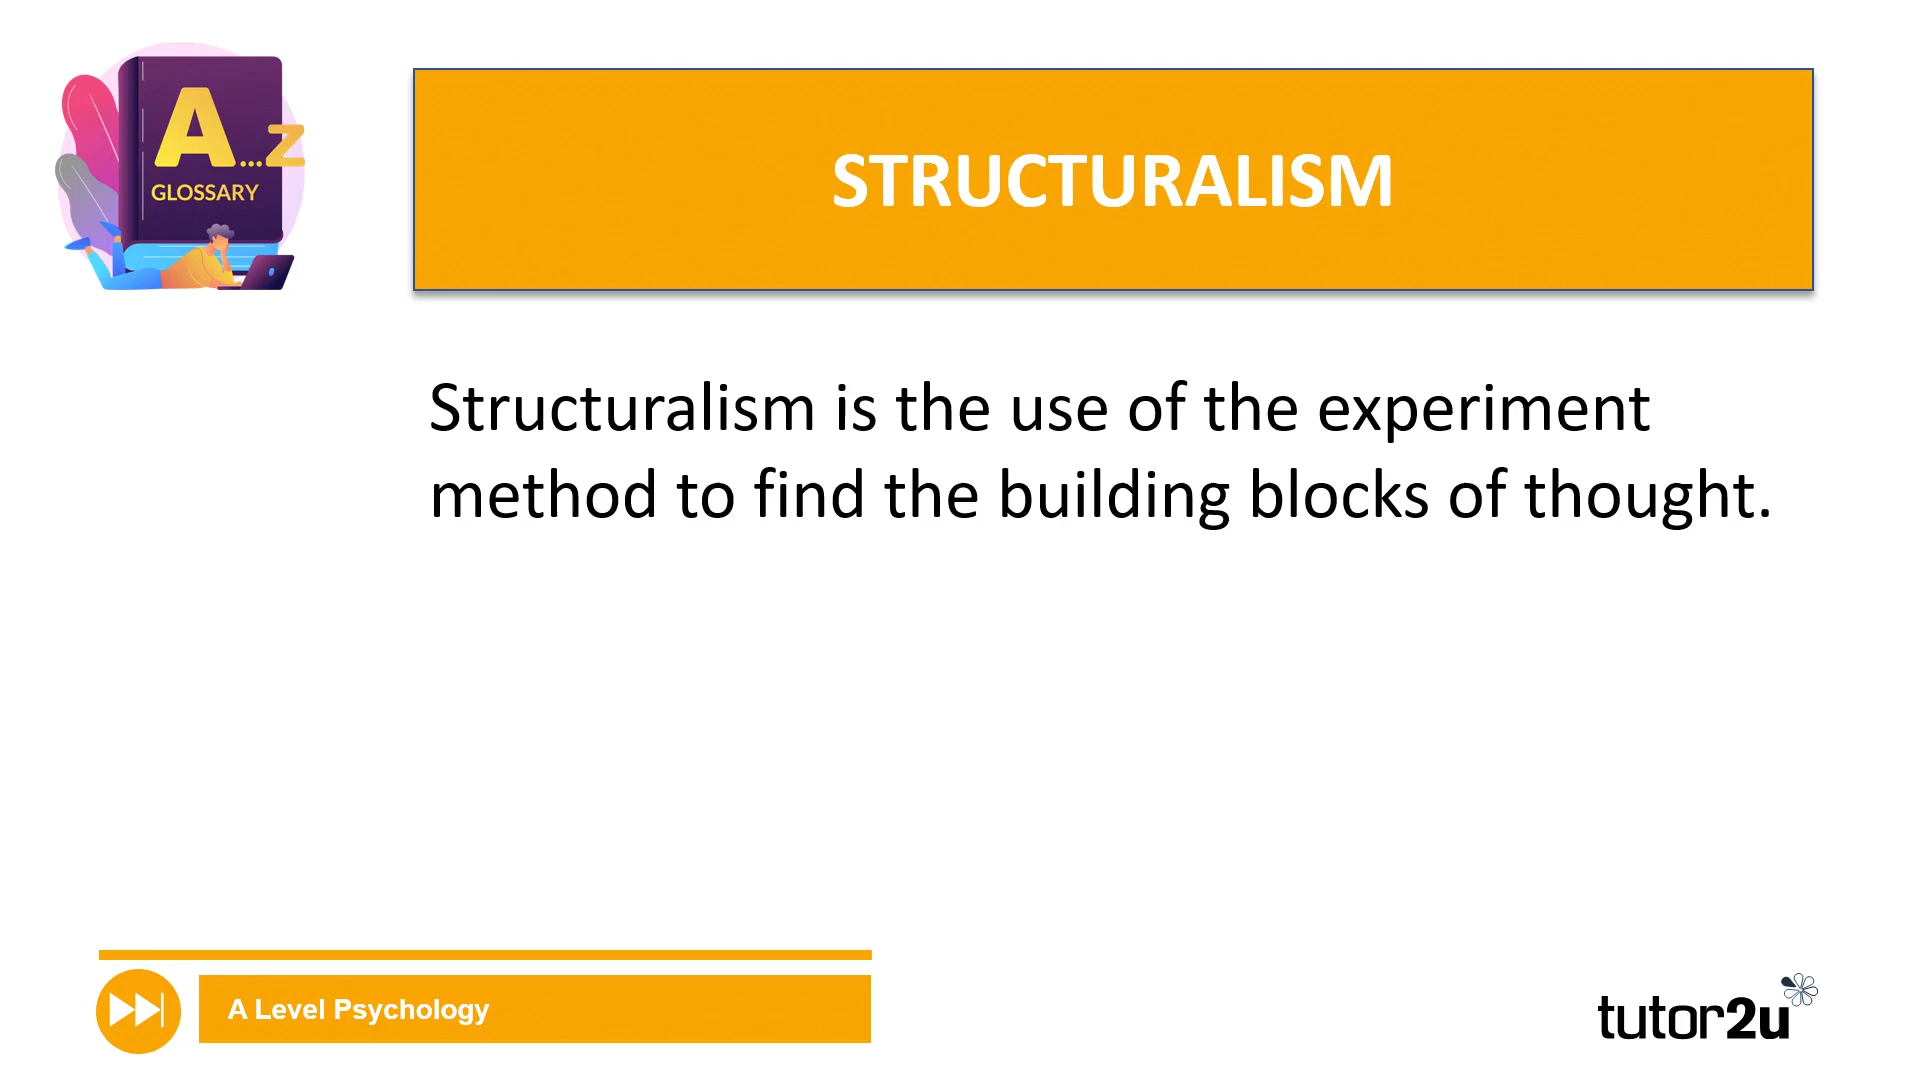 A...Z
GLOSSARY
STRUCTURALISM
Structuralism is the use of the experiment
method to find the building blocks of thought.
A Level Psychology
tutor2u